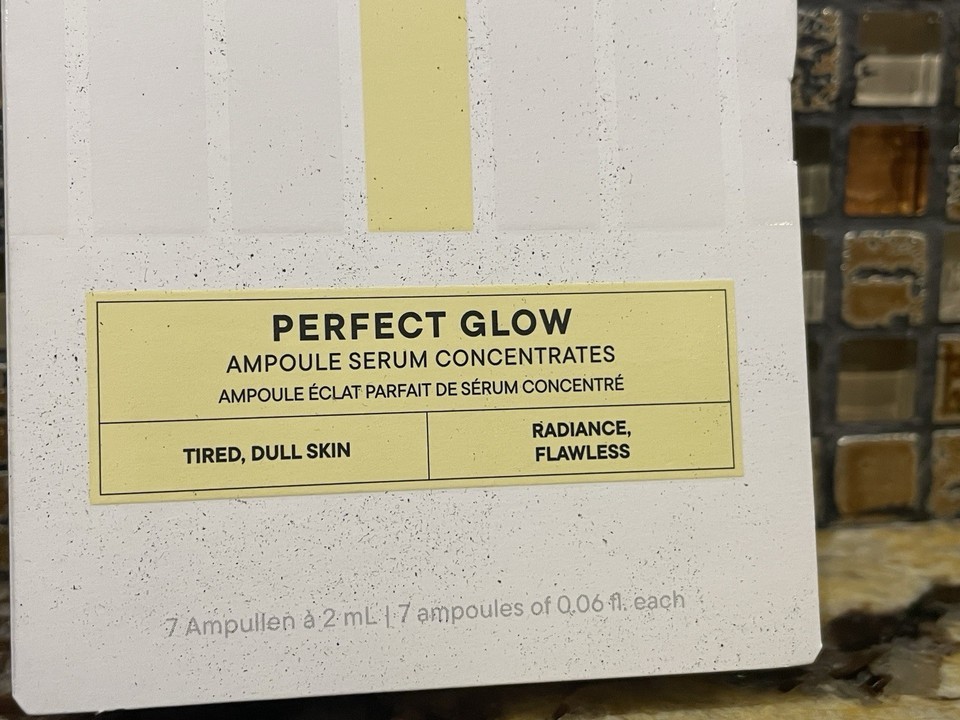 PERFECT GLOW
AMPOULE SERUM CONCENTRATES
AMPOULE ÉCLAT PARFAIT DE SÉRUM CONCENTRÉ
TIRED, DULL SKIN
RADIANCE,
FLAWLESS
7 Ampullen à 2 mL | 7 ampoules of 0.06 fl. each